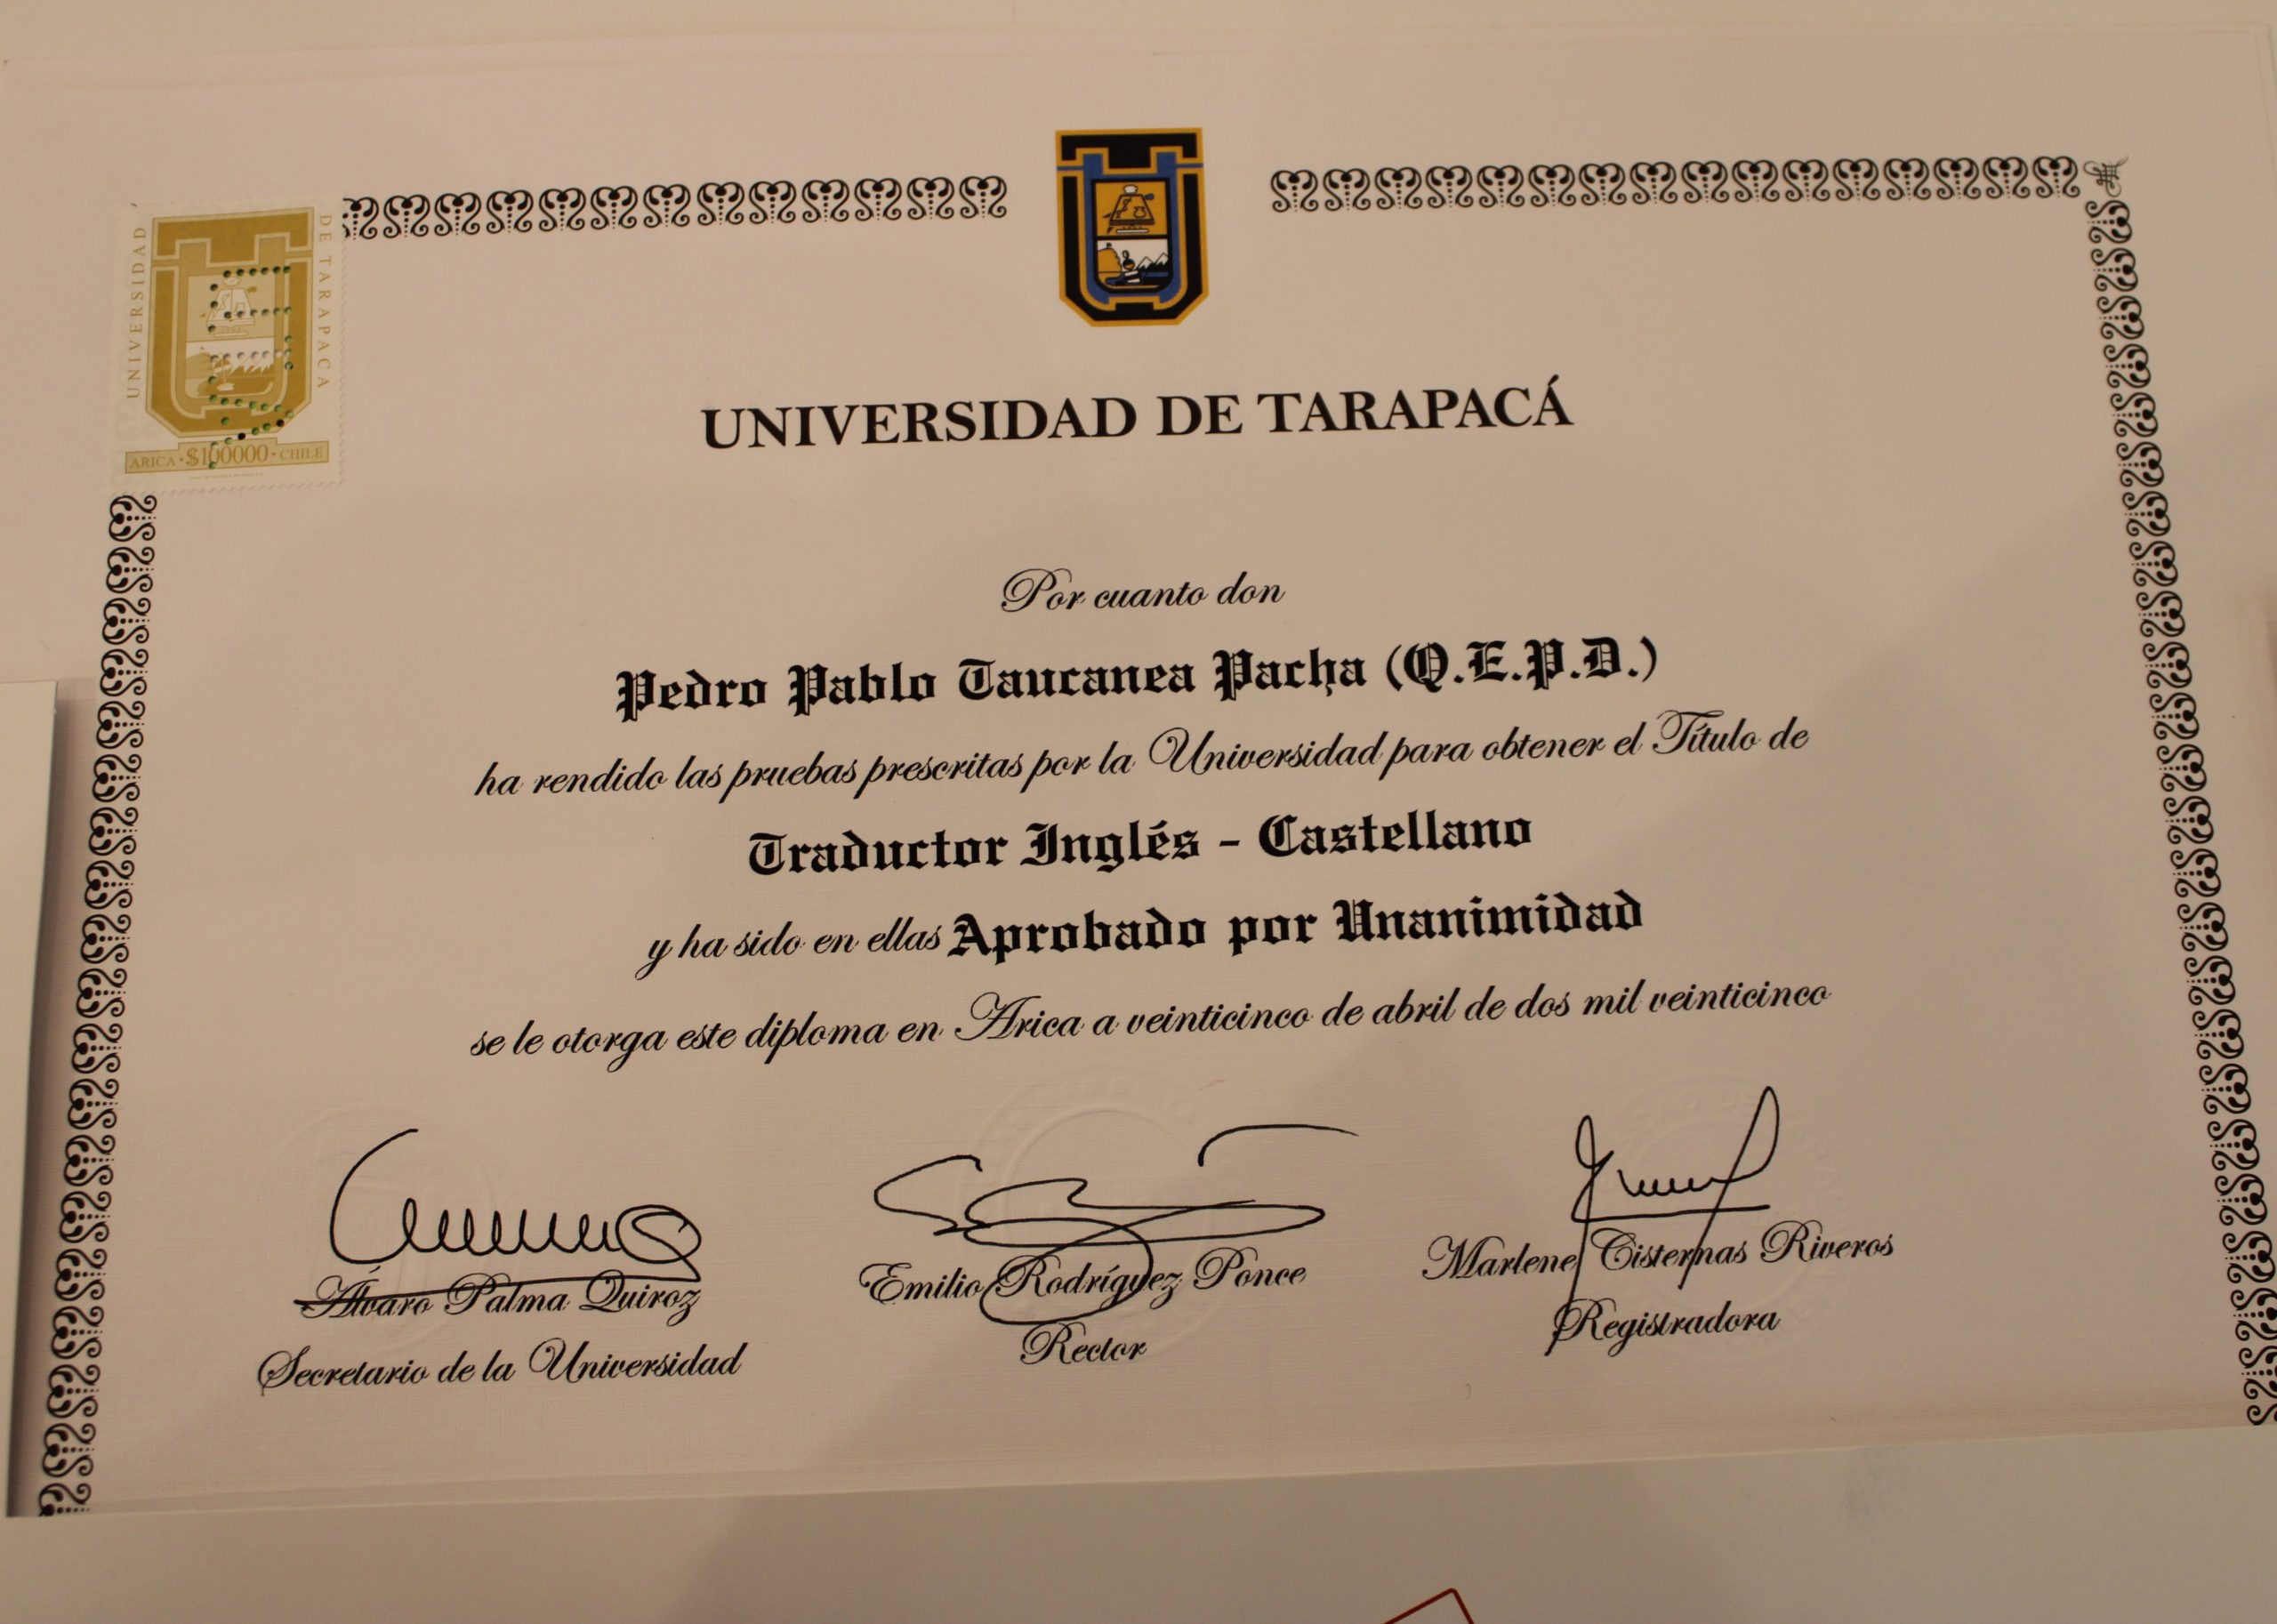 UNIVERSIDAD
DE TARAPACA
ARICA · $100000 · CHILE
UNIVERSIDAD DE TARAPACÁ
Por cuanto don
Pedro Pablo Taucanea Pacha (Q.E.P.D.)
ha rendido las pruebas prescritas por la Universidad para obtener el Título de
Traductor Inglés - Castellano
y ha sido en ellas Aprobado por Unanimidad
se le otorga este diploma en Arica a veinticinco de abril de dos mil veinticinco
Álvaro Palma Quiroz
Secretario de la Universidad
Emilio Rodríguez Ponce
Rector
Marlene Cisternas Riveros
Registradora